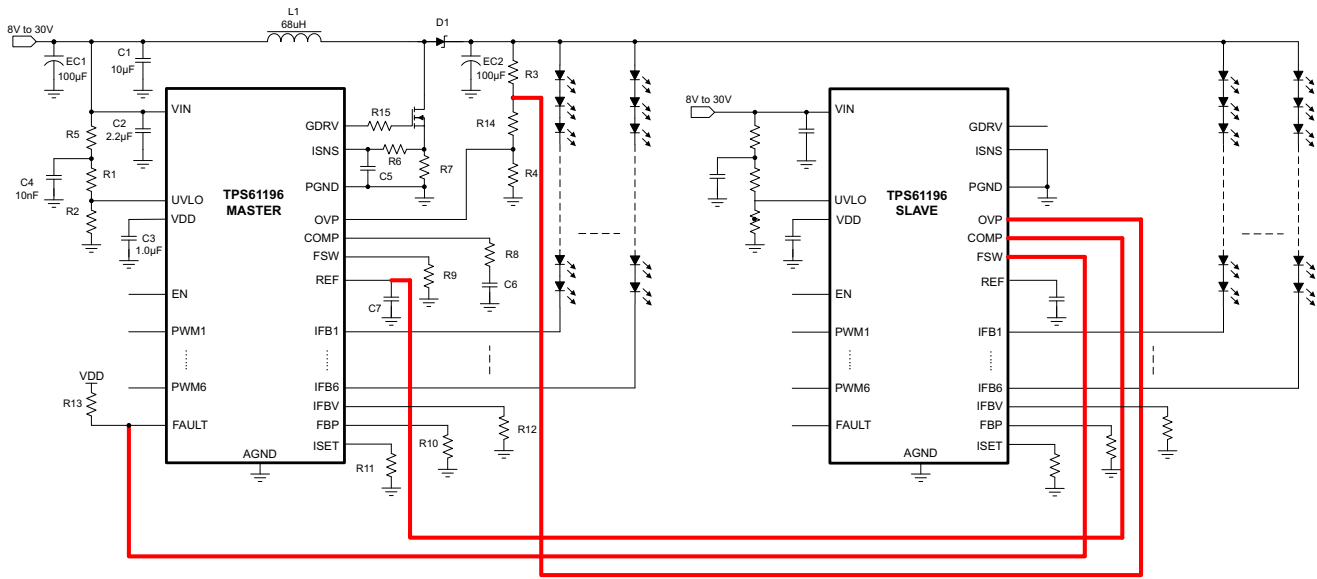 8V to 30V
L1
68uH
D1
EC1
100µF
C1
10µF
EC2
100µF
R3
R14
R4
R5
C2
2.2µF
C4
10nF
R1
R2
C3
1.0µF
VIN
UVLO
VDD
EN
PWM1
PWM6
FAULT
TPS61196
MASTER
GDRV
ISNS
PGND
OVP
COMP
FSW
REF
IFB1
IFB6
IFBV
FBP
ISET
AGND
R15
R6
C5
R7
R8
R9
C6
C7
VDD
R13
R12
R10
R11
8V to 30V
VIN
UVLO
VDD
EN
PWM1
PWM6
FAULT
TPS61196
SLAVE
GDRV
ISNS
PGND
OVP
COMP
FSW
REF
IFB1
IFB6
IFBV
FBP
ISET
AGND